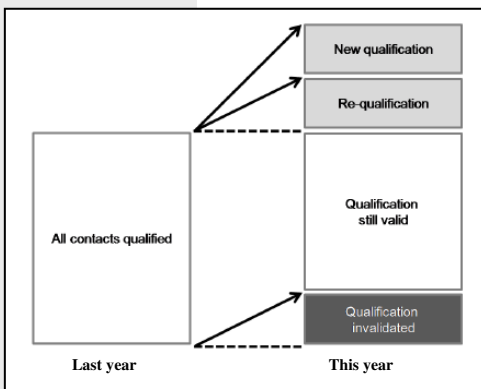 New qualification
Re-qualification
All contacts qualified
Qualification
still valid
Qualification
invalidated
Last year
This year